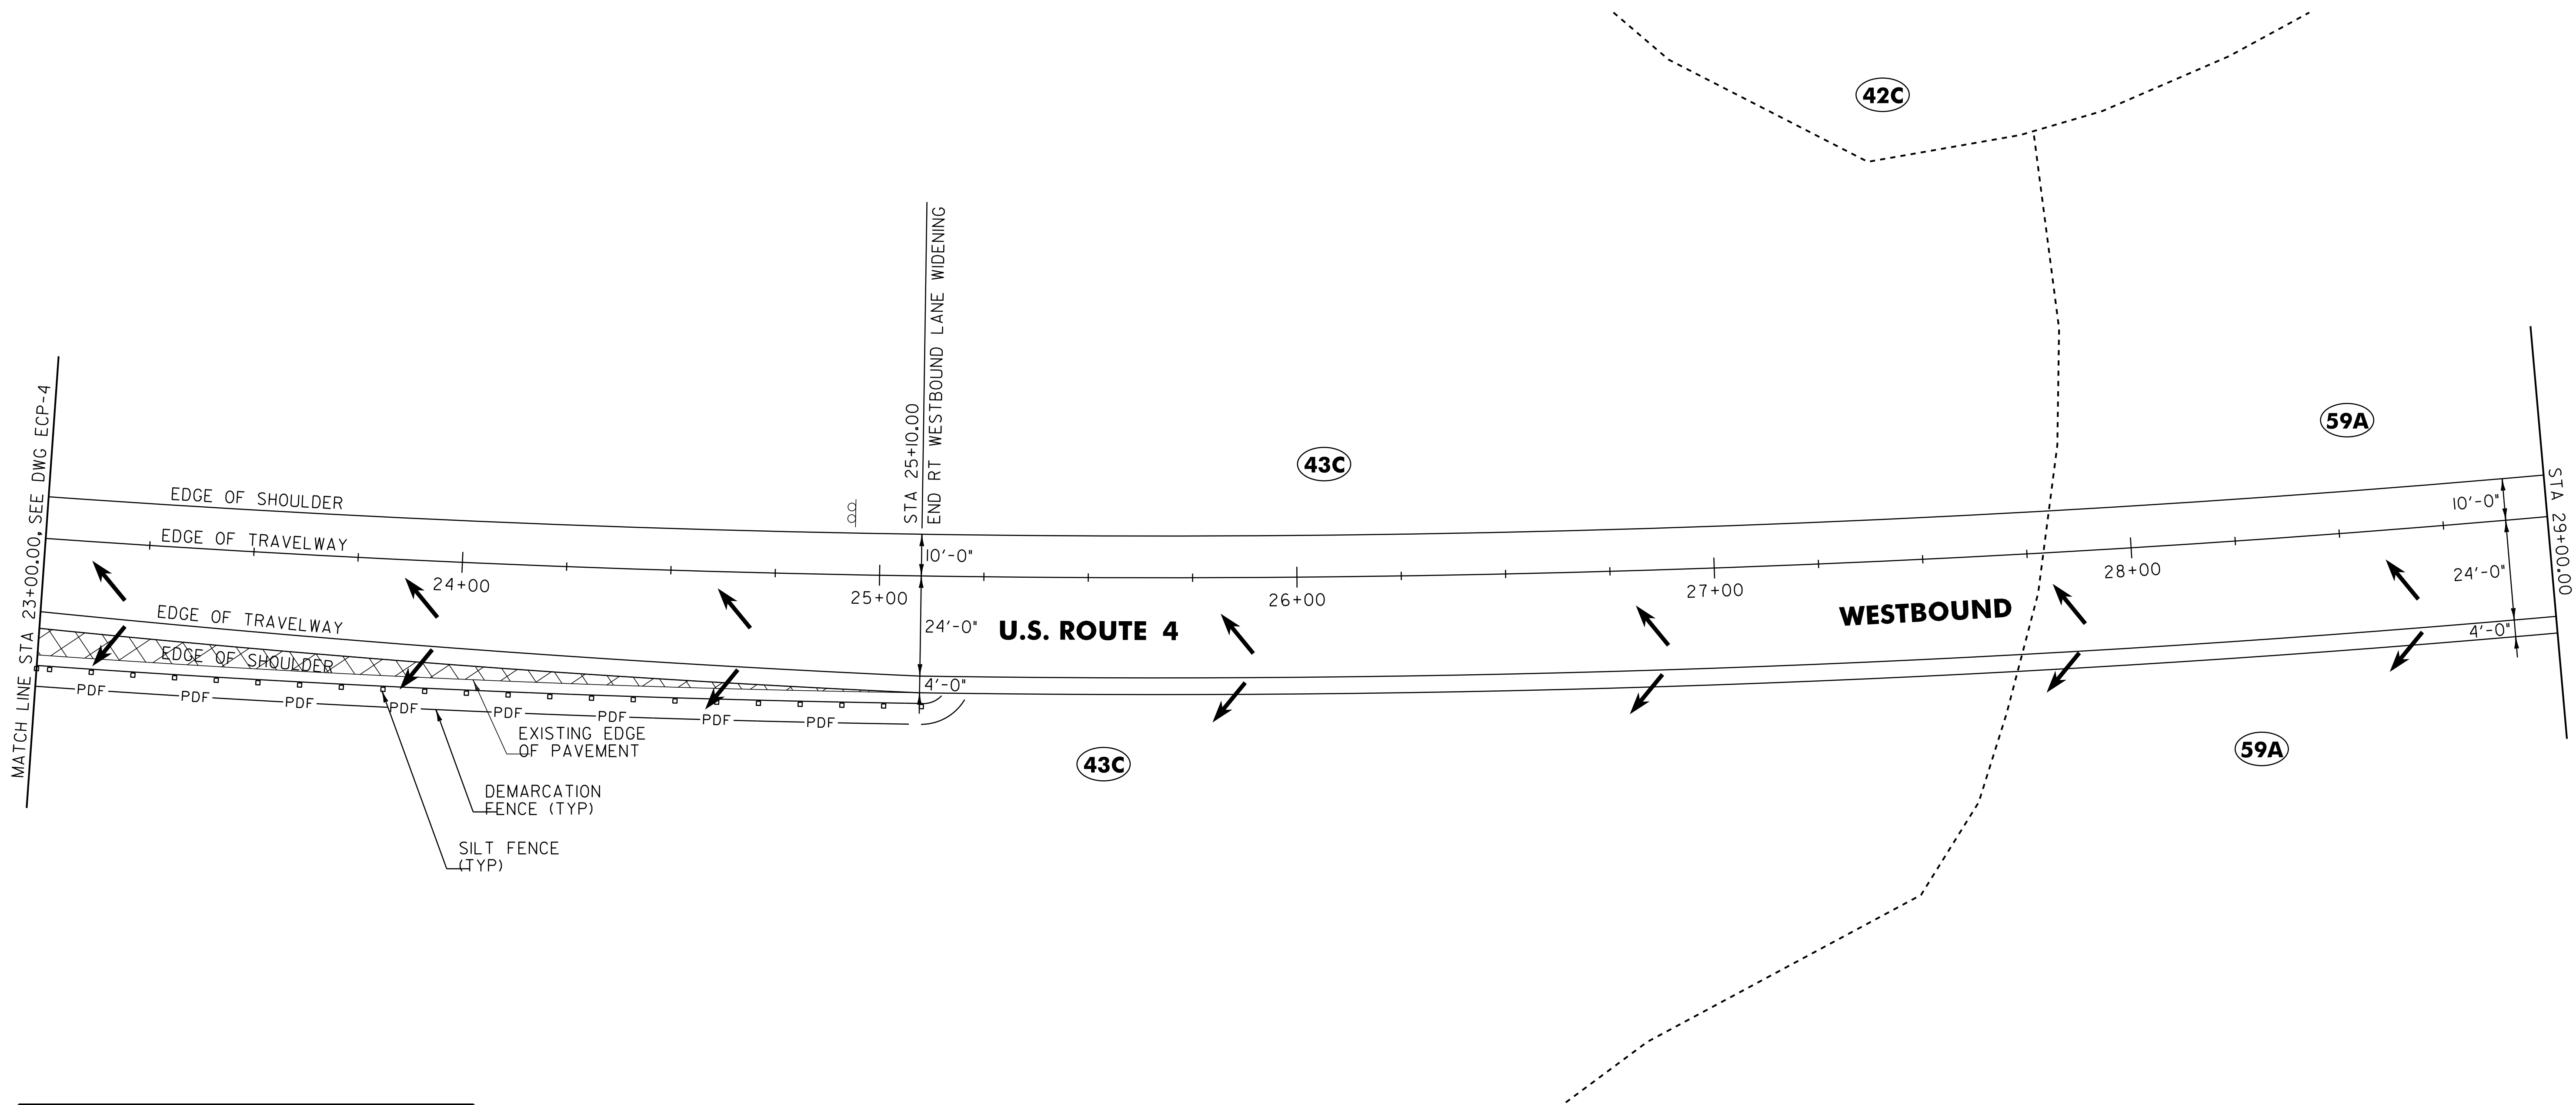 42C
MATCH LINE STA 23+00.00, SEE DWG ECP-4
STA 25+10.00
END RT WESTBOUND LANE WIDENING
43C
59A
STA 29+00.00
EDGE OF SHOULDER
EDGE OF TRAVELWAY
24+00
25+00
26+00
27+00
28+00
10'-0"
24'-0"
4'-0"
10'-0"
24'-0"
4'-0"
U.S. ROUTE 4
WESTBOUND
EDGE OF TRAVELWAY
EDGE OF SHOULDER
PDF
PDF
PDF
PDF
PDF
PDF
PDF
PDF
EXISTING EDGE
OF PAVEMENT
DEMARCATION
FENCE (TYP)
SILT FENCE
(TYP)
43C
59A